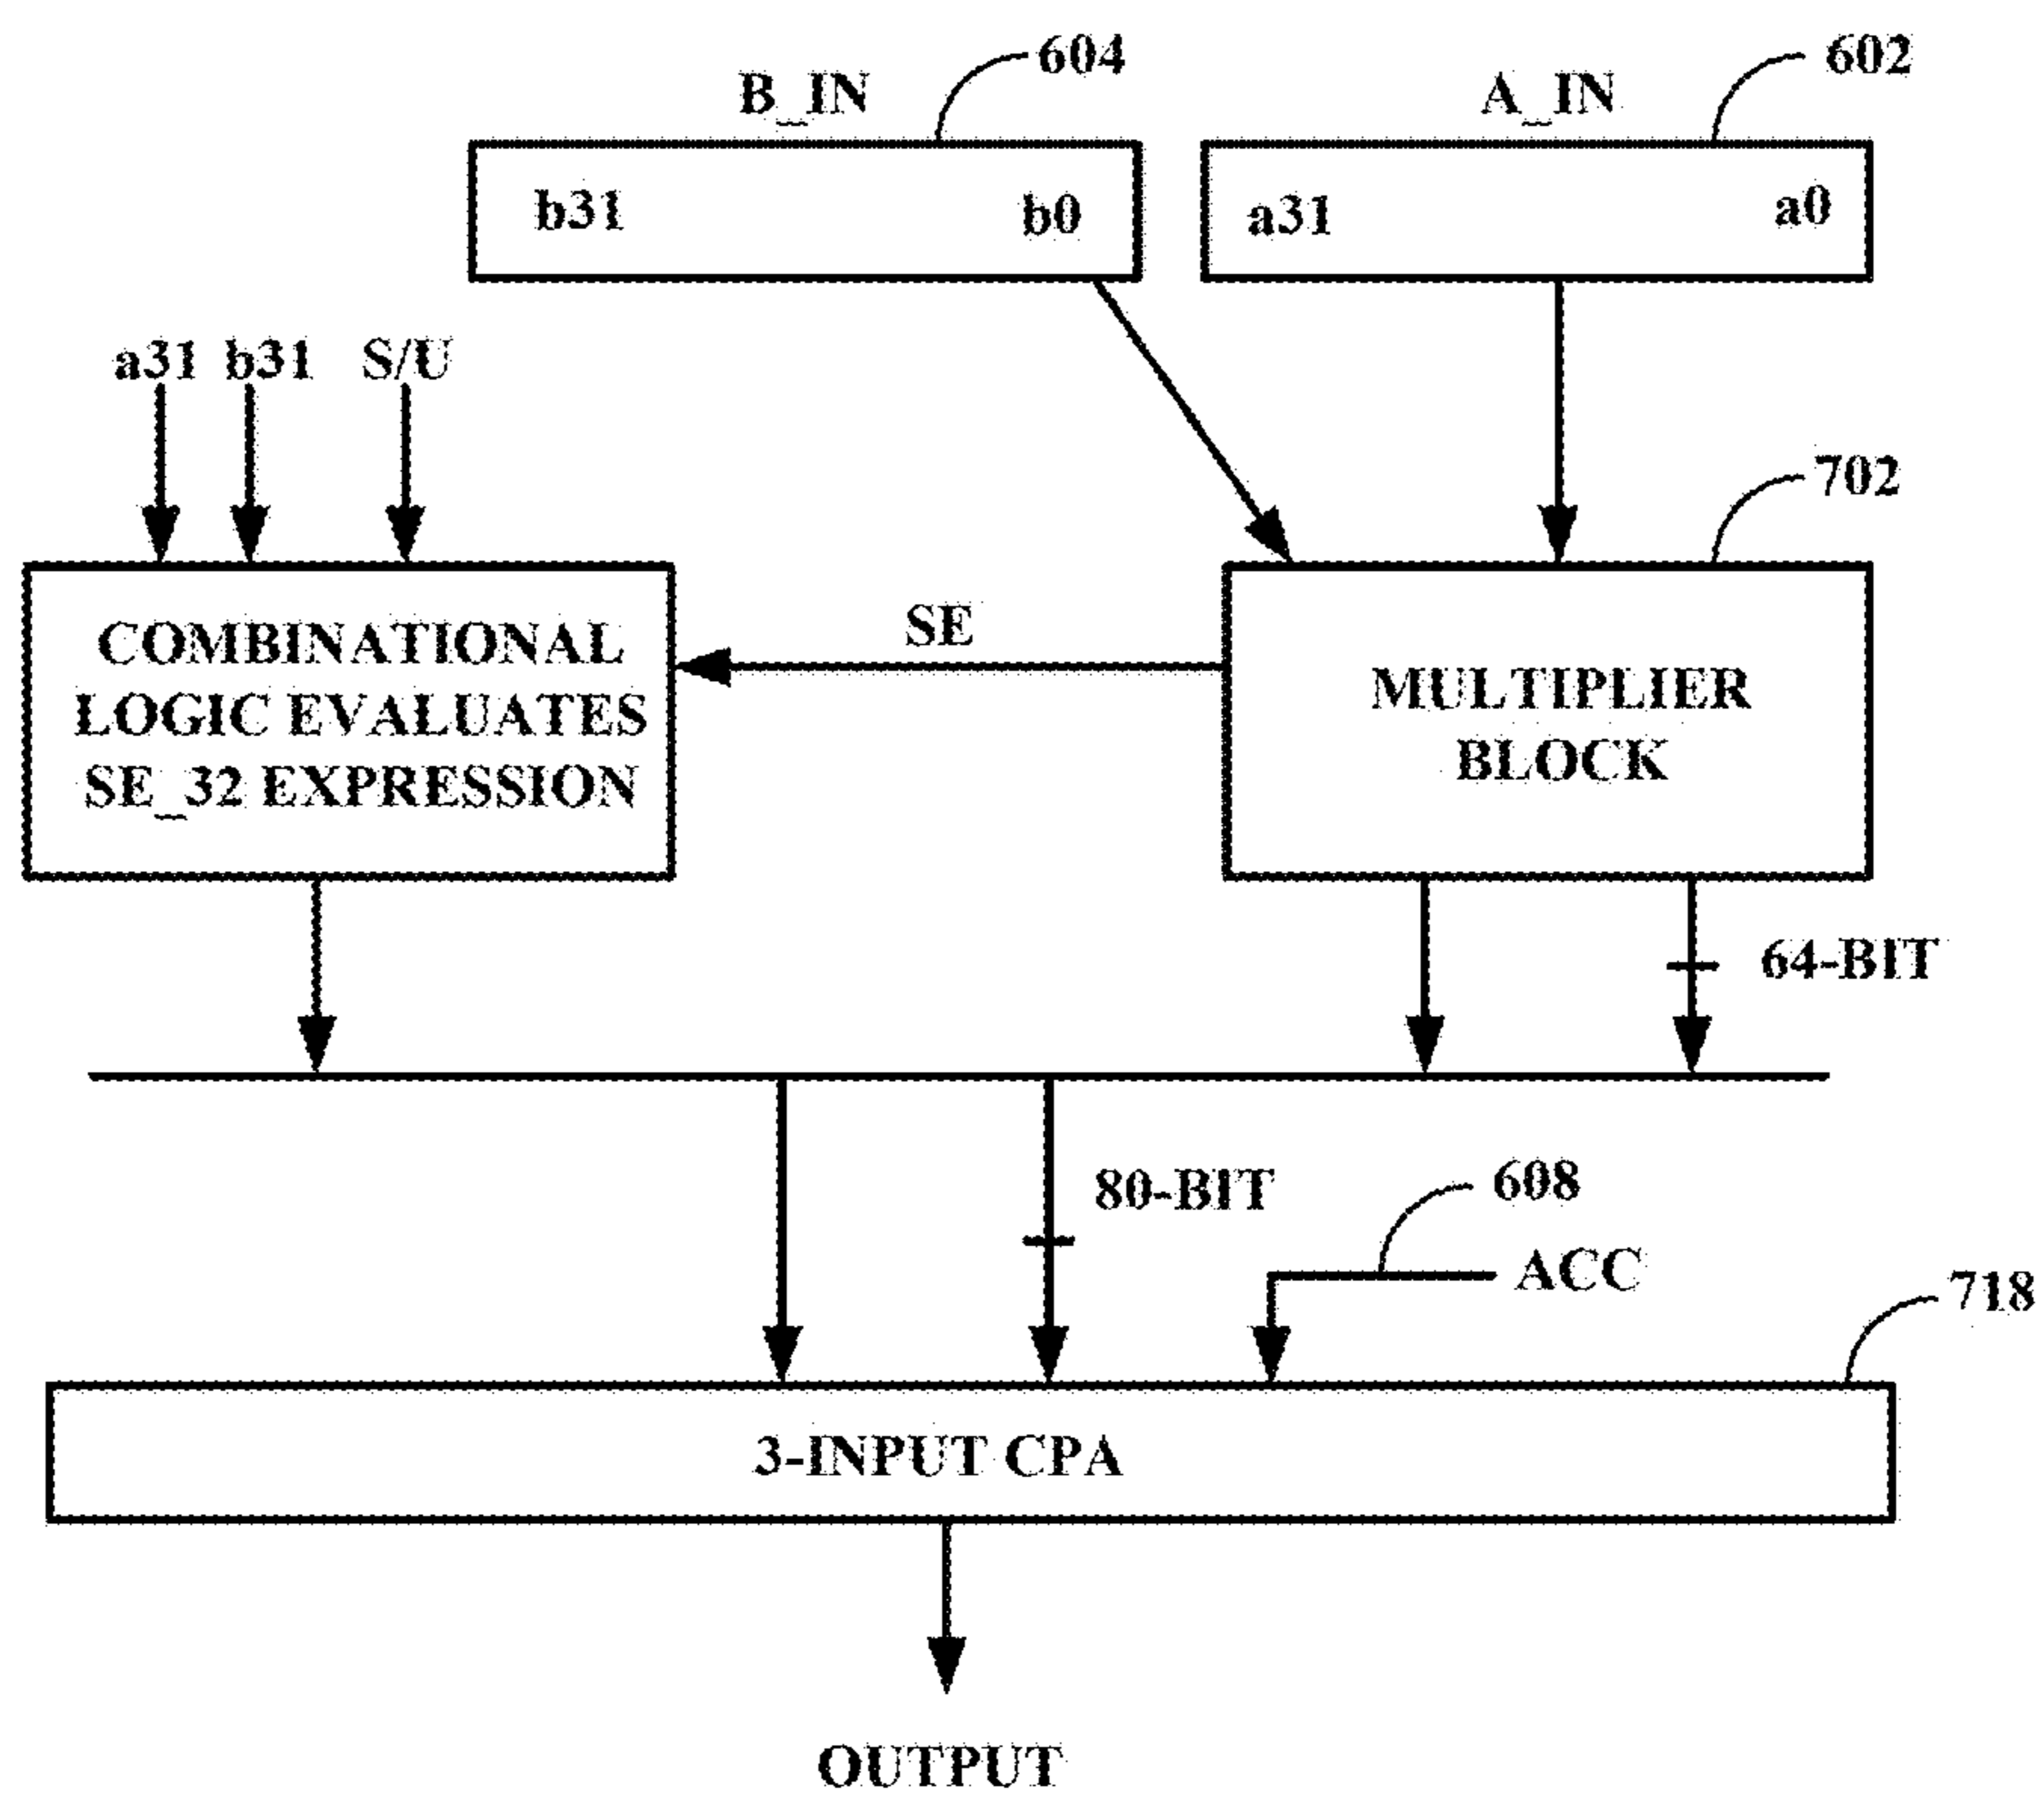 604
602
B_IN
A_IN
b31
b0
a31
a0
a31
b31
S/U
702
COMBINATIONAL
LOGIC EVALUATES
SE_32 EXPRESSION
SE
MULTIPLIER
BLOCK
64-BIT
80-BIT
608
ACC
718
3-INPUT CPA
OUTPUT